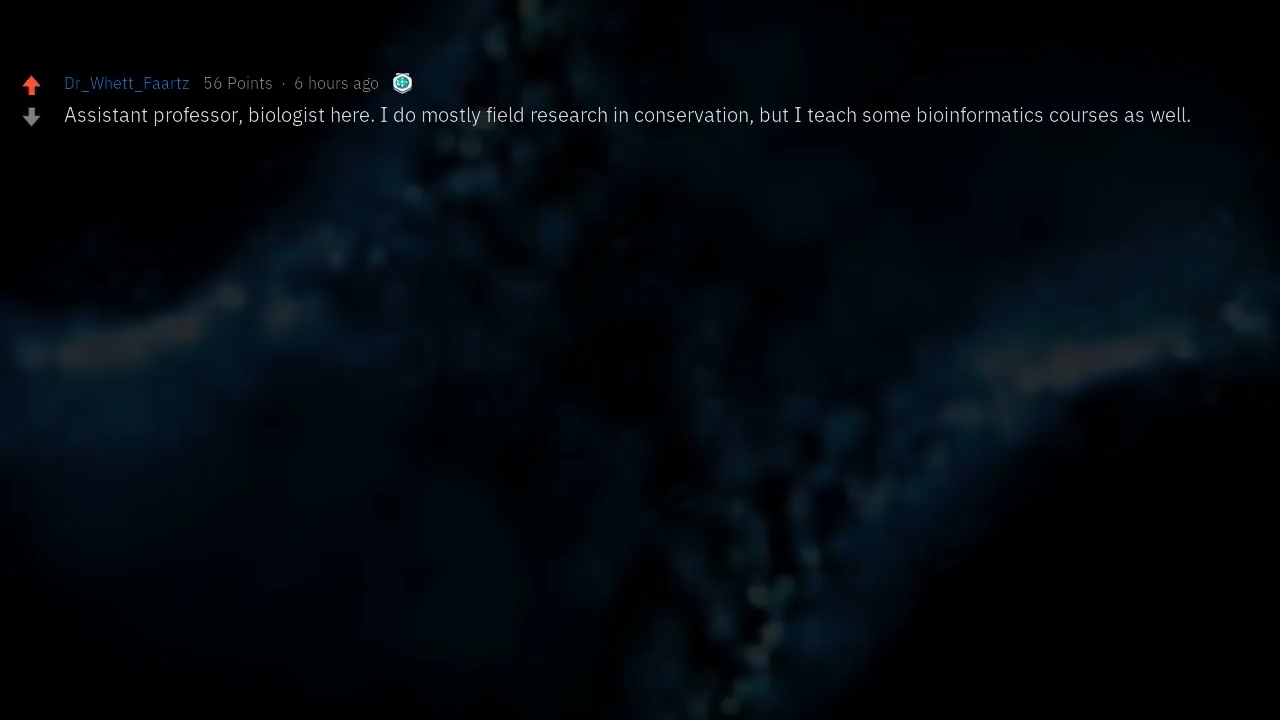 Dr_Whett_Faartz 56 Points · 6 hours ago
Assistant professor, biologist here. I do mostly field research in conservation, but I teach some bioinformatics courses as well.